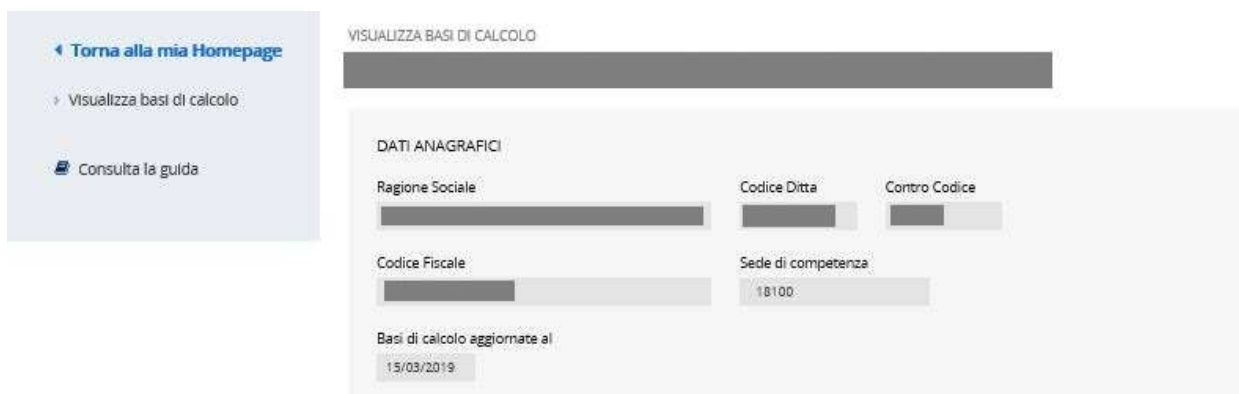 Torna alla mia Homepage
Visualizza basi di calcolo
Consulta la guida
VISUALIZZA BASI DI CALCOLO
DATI ANAGRAFICI
Ragione Sociale
Codice Ditta
Contro Codice
Codice Fiscale
Sede di competenza
18100
Basi di calcolo aggiornate al
15/03/2019